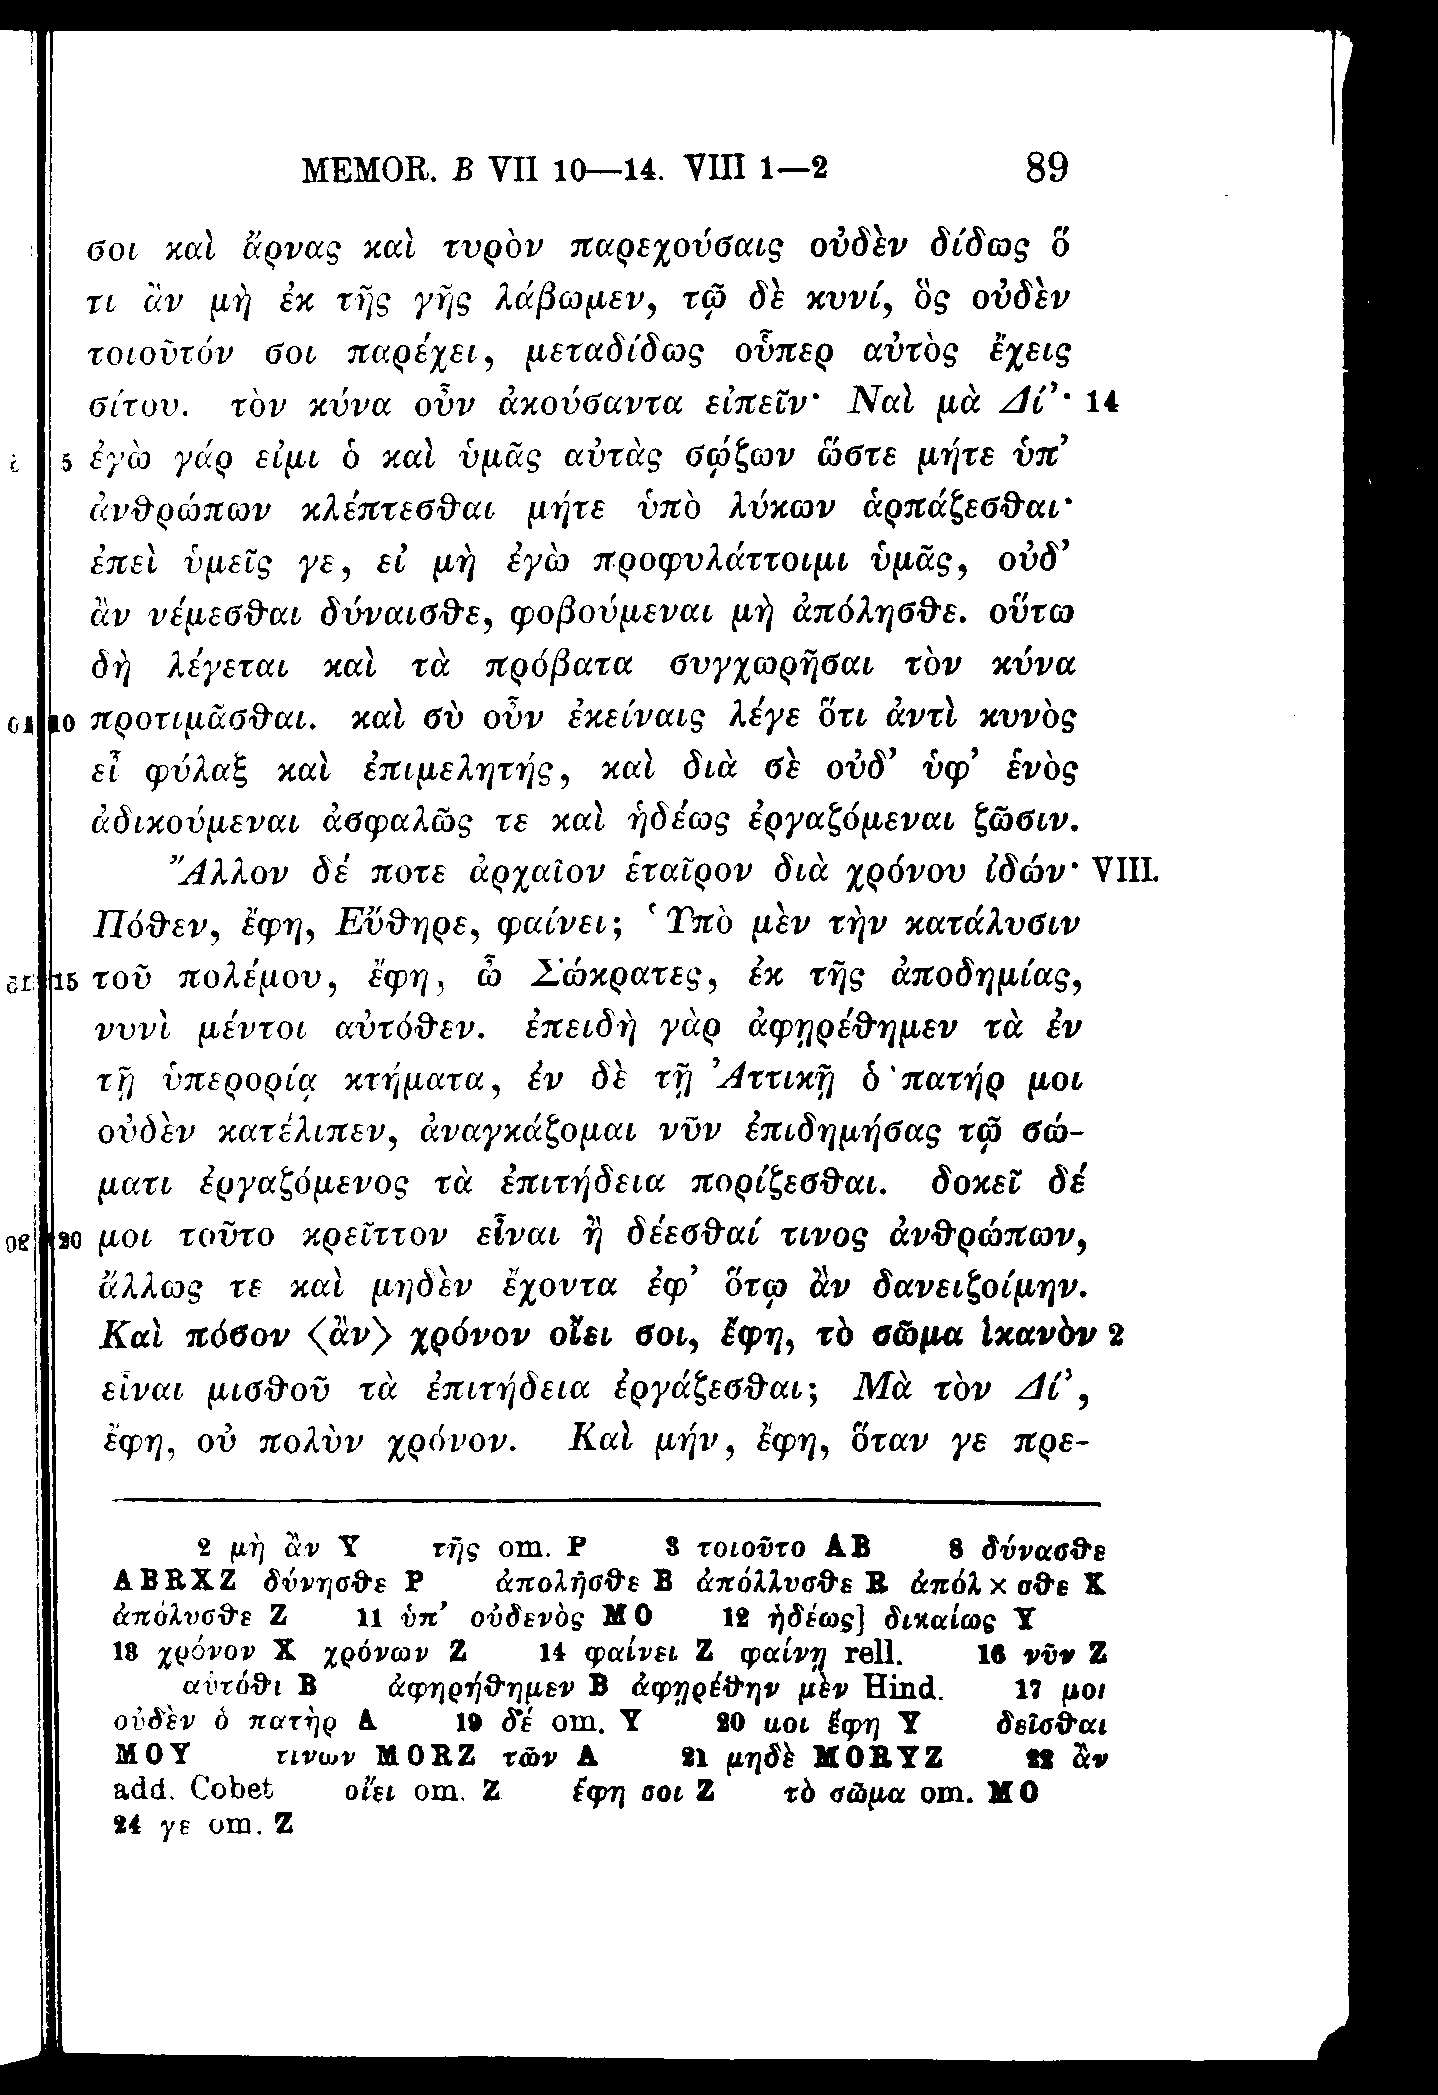 MEMOR. B VII 10—14. VIII 1—2 89
σοι καὶ ἄρνας καὶ τυρὸν παρεχούσαις οὐδὲν δίδως ὅ
τι ἂν μὴ ἐκ τῆς γῆς λάβωμεν, τῷ δὲ κυνί, ὃς οὐδὲν
τοιοῦτόν σοι παρέχει, μεταδίδως οὗπερ αὐτὸς ἔχεις
σίτου. τὸν κύνα οὖν ἀκούσαντα εἰπεῖν· Ναὶ μὰ Δί’· 14
5 ἐγὼ γάρ εἰμι ὁ καὶ ὑμᾶς αὐτὰς σῴζων ὥστε μήτε ὑπ’
ἀνθρώπων κλέπτεσθαι μήτε ὑπὸ λύκων ἁρπάζεσθαι·
ἐπεὶ ὑμεῖς γε, εἰ μὴ ἐγὼ προφυλάττοιμι ὑμᾶς, οὐδ’
ἂν νέμεσθαι δύναισθε, φοβούμεναι μὴ ἀπόλησθε. οὕτω
δὴ λέγεται καὶ τὰ πρόβατα συγχωρῆσαι τὸν κύνα
10 προτιμᾶσθαι. καὶ σὺ οὖν ἐκείναις λέγε ὅτι ἀντὶ κυνὸς
εἶ φύλαξ καὶ ἐπιμελητής, καὶ διὰ σὲ οὐδ’ ὑφ’ ἑνὸς
ἀδικούμεναι ἀσφαλῶς τε καὶ ἡδέως ἐργαζόμεναι ζῶσιν.
Ἄλλον δέ ποτε ἀρχαῖον ἑταῖρον διὰ χρόνου ἰδών· VIII.
Πόθεν, ἔφη, Εὔθηρε, φαίνει; Ὑπὸ μὲν τὴν κατάλυσιν
15 τοῦ πολέμου, ἔφη, ὦ Σώκρατες, ἐκ τῆς ἀποδημίας,
νυνὶ μέντοι αὐτόθεν. ἐπειδὴ γὰρ ἀφῃρέθημεν τὰ ἐν
τῇ ὑπερορίᾳ κτήματα, ἐν δὲ τῇ Ἀττικῇ ὁ πατήρ μοι
οὐδὲν κατέλιπεν, ἀναγκάζομαι νῦν ἐπιδημήσας τῷ σώ-
ματι ἐργαζόμενος τὰ ἐπιτήδεια πορίζεσθαι. δοκεῖ δέ
20 μοι τοῦτο κρεῖττον εἶναι ἢ δέεσθαί τινος ἀνθρώπων,
ἄλλως τε καὶ μηδὲν ἔχοντα ἐφ’ ὅτῳ ἂν δανειζοίμην.
Καὶ πόσον ⟨ἂν⟩ χρόνον οἴει σοι, ἔφη, τὸ σῶμα ἱκανὸν 2
εἶναι μισθοῦ τὰ ἐπιτήδεια ἐργάζεσθαι; Μὰ τὸν Δί’,
ἔφη, οὐ πολὺν χρόνον. Καὶ μήν, ἔφη, ὅταν γε πρε-
2 μὴ ἂν Y τῆς om. P 3 τοιοῦτο AB 8 δύνασθε
ABRXZ δύνησθε P ἀπολῆσθε B ἀπόλλυσθε R ἀπόλ×σθε X
ἀπόλυσθε Z 11 ὑπ’ οὐδενὸς MO 12 ἡδέως] δικαίως Y
13 χρόνον X χρόνων Z 14 φαίνει Z φαίνῃ rell. 16 νῦν Z
αὐτόθι B ἀφηρήθημεν B ἀφῃρέθην μὲν Hind. 17 μοι
οὐδὲν ὁ πατὴρ A 19 δέ om. Y 20 μοι ἔφη Y δεῖσθαι
MOY τινων MORZ τῶν A 21 μηδὲ MORYZ 22 ἂν
add. Cobet οἴει om. Z ἔφη σοι Z τὸ σῶμα om. MO
24 γε om. Z